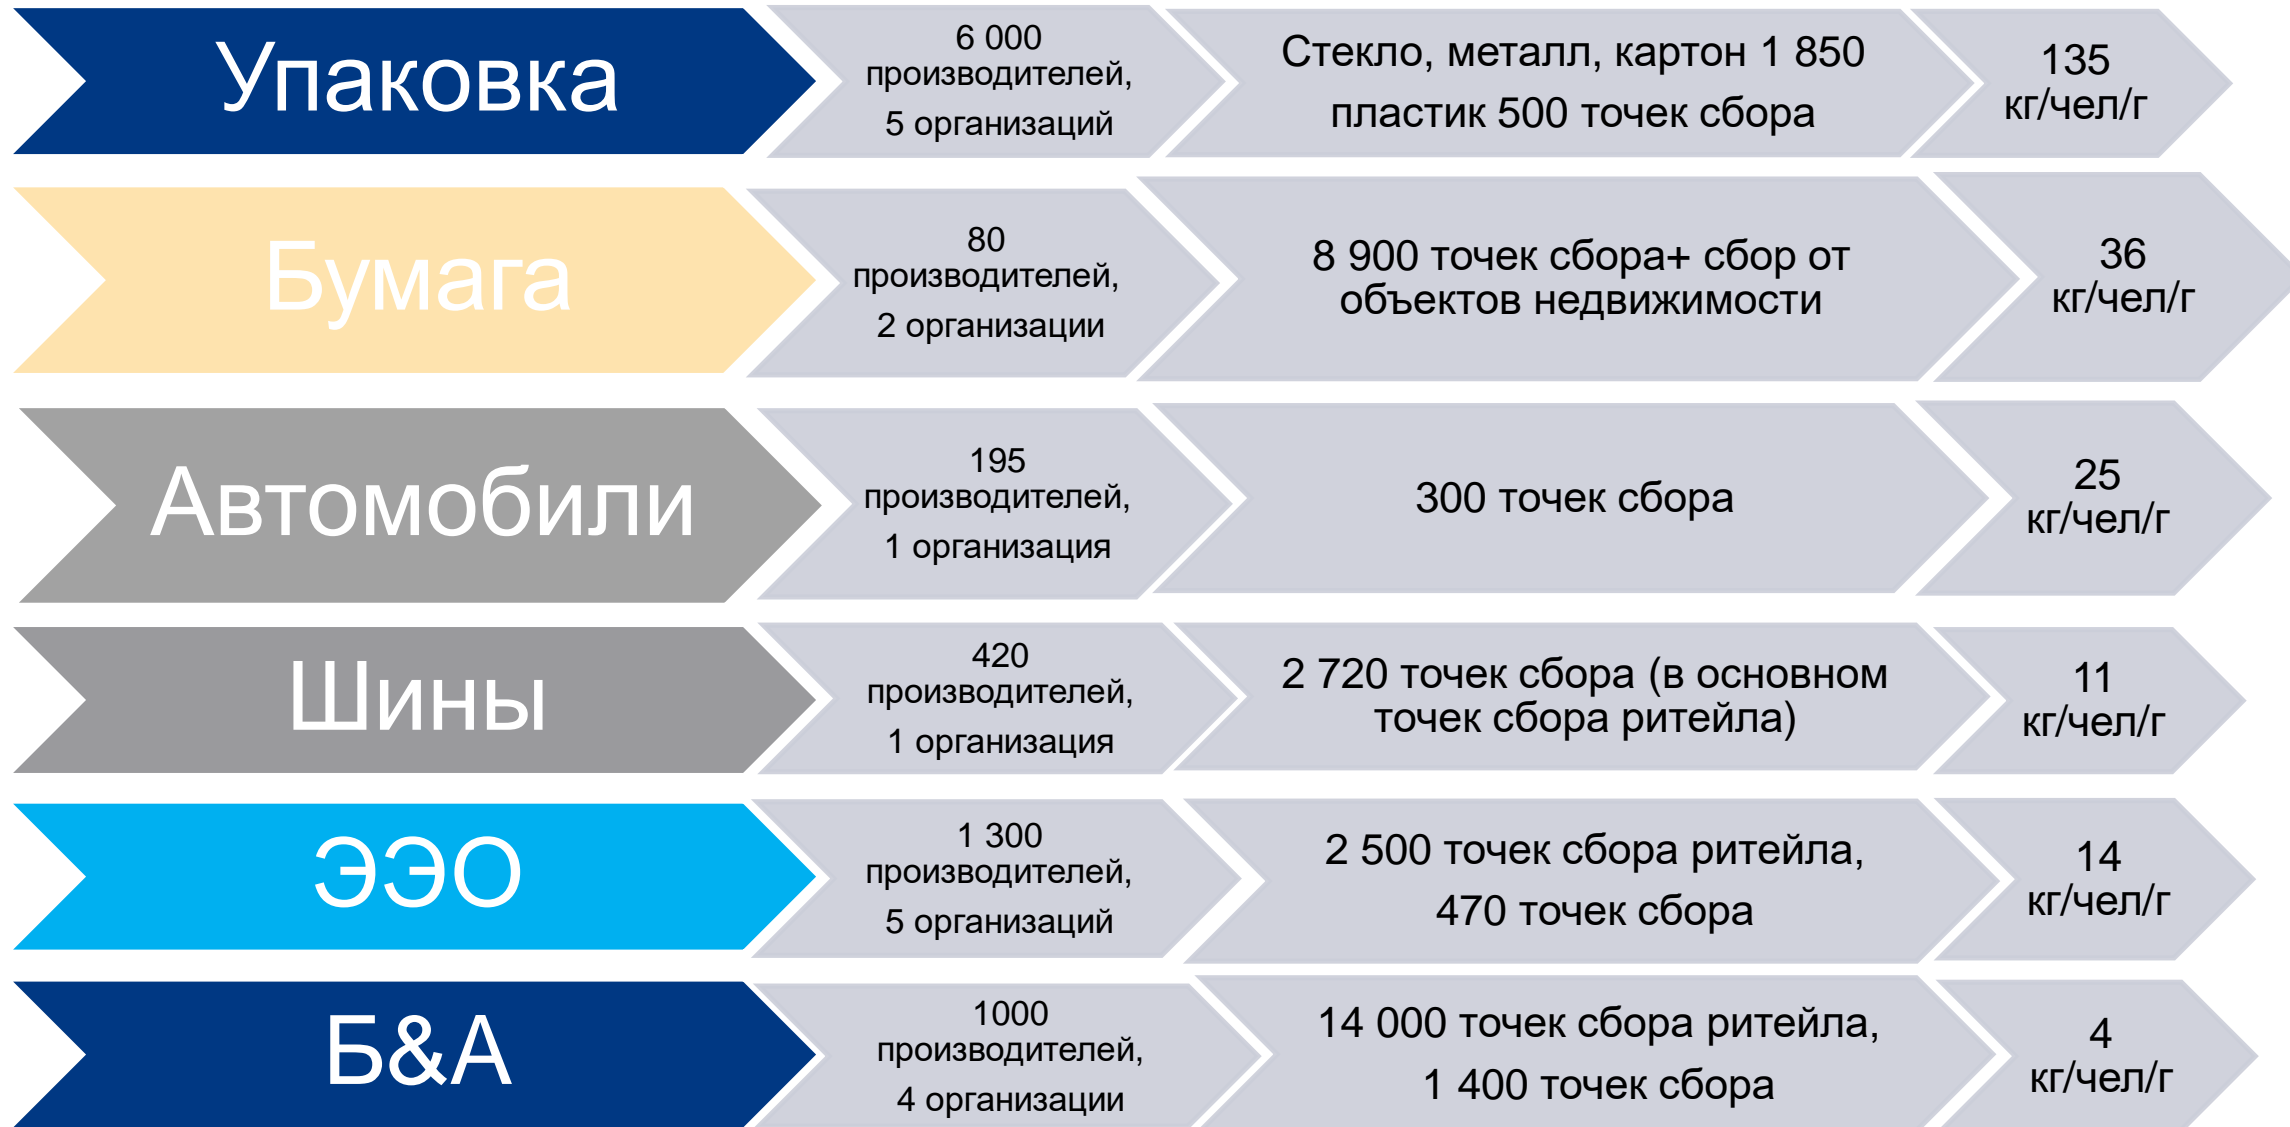 Упаковка
6 000
производителей,
5 организаций
Стекло, металл, картон 1 850
пластик 500 точек сбора
135
кг/чел/г
Бумага
80
производителей,
2 организации
8 900 точек сбора+ сбор от
объектов недвижимости
36
кг/чел/г
Автомобили
195
производителей,
1 организация
300 точек сбора
25
кг/чел/г
Шины
420
производителей,
1 организация
2 720 точек сбора (в основном
точек сбора ритейла)
11
кг/чел/г
ЭЭО
1 300
производителей,
5 организаций
2 500 точек сбора ритейла,
470 точек сбора
14
кг/чел/г
Б&А
1000
производителей,
4 организации
14 000 точек сбора ритейла,
1 400 точек сбора
4
кг/чел/г